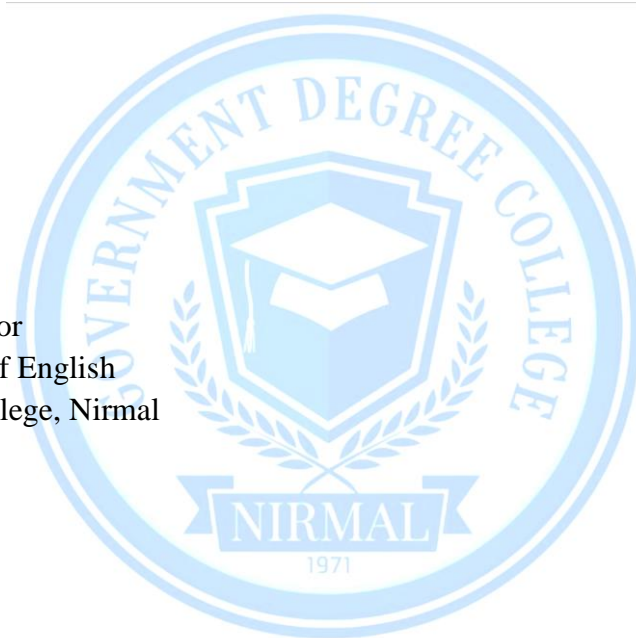 GOVERNMENT DEGREE COLLEGE
or
f English
lege, Nirmal
NIRMAL
1971